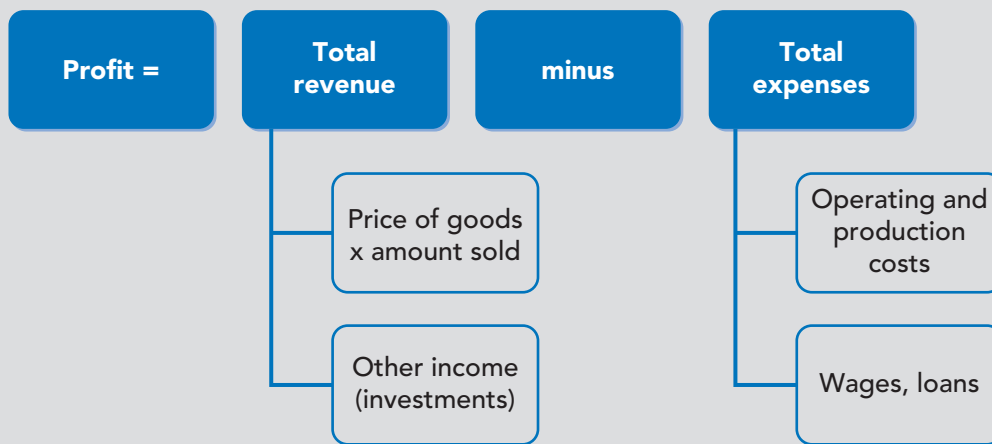 Profit =
Total
revenue
minus
Total
expenses
Price of goods
x amount sold
Other income
(investments)
Operating and
production
costs
Wages, loans